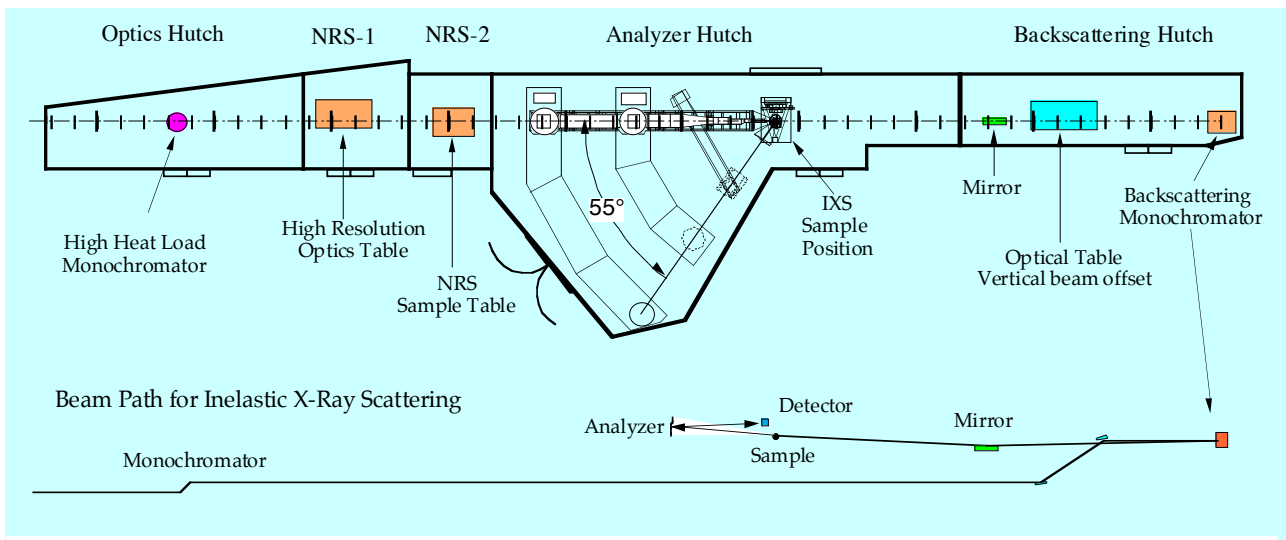 Optics Hutch
NRS-1
NRS-2
Analyzer Hutch
Backscattering Hutch
55°
High Heat Load
Monochromator
High Resolution
Optics Table
NRS
Sample Table
IXS
Sample
Position
Mirror
Optical Table
Vertical beam offset
Backscattering
Monochromator
Beam Path for Inelastic X-Ray Scattering
Analyzer
Detector
Sample
Mirror
Monochromator